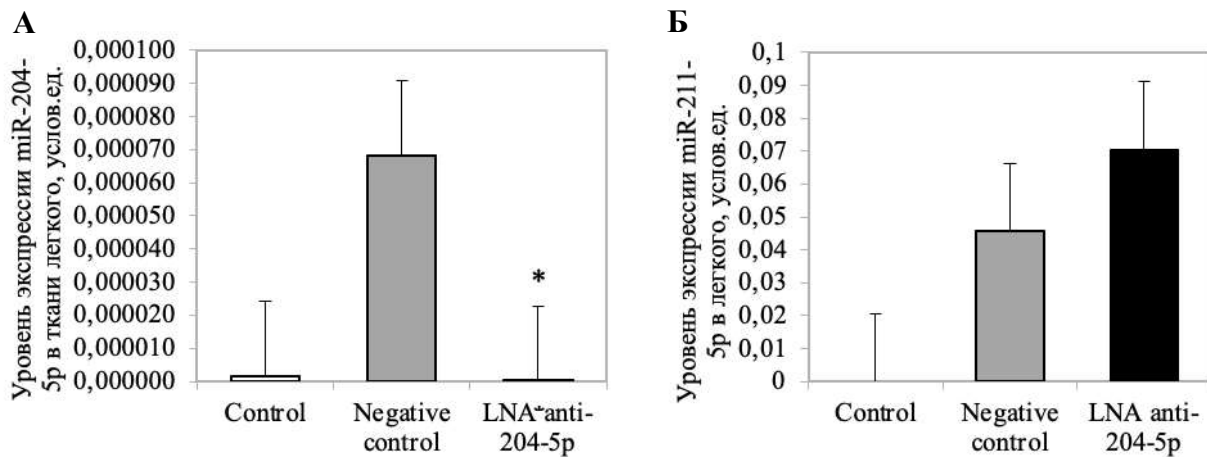 А
Уровень экспрессии miR-204-
5p в ткани легкого, услов.ед.
0,000100
0,000090
0,000080
0,000070
0,000060
0,000050
0,000040
0,000030
0,000020
0,000010
0,000000
*
Control
Negative
control
LNA anti-
204-5p
Б
Уровень экспрессии miR-211-
5p в легкого, услов.ед.
0,1
0,09
0,08
0,07
0,06
0,05
0,04
0,03
0,02
0,01
0
Control
Negative
control
LNA anti-
204-5p